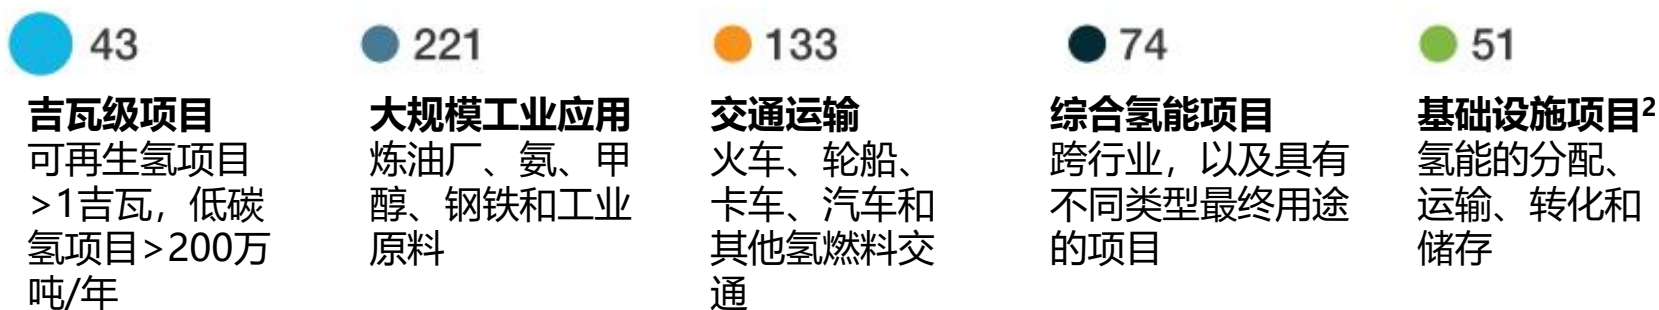 43
吉瓦级项目
可再生氢项目
>1吉瓦，低碳
氢项目>200万
吨/年
221
大规模工业应用
炼油厂、氨、甲
醇、钢铁和工业
原料
133
交通运输
火车、轮船、
卡车、汽车和
其他氢燃料交
通
74
综合氢能项目
跨行业，以及具有
不同类型最终用途
的项目
51
基础设施项目2
氢能的分配、
运输、转化和
储存